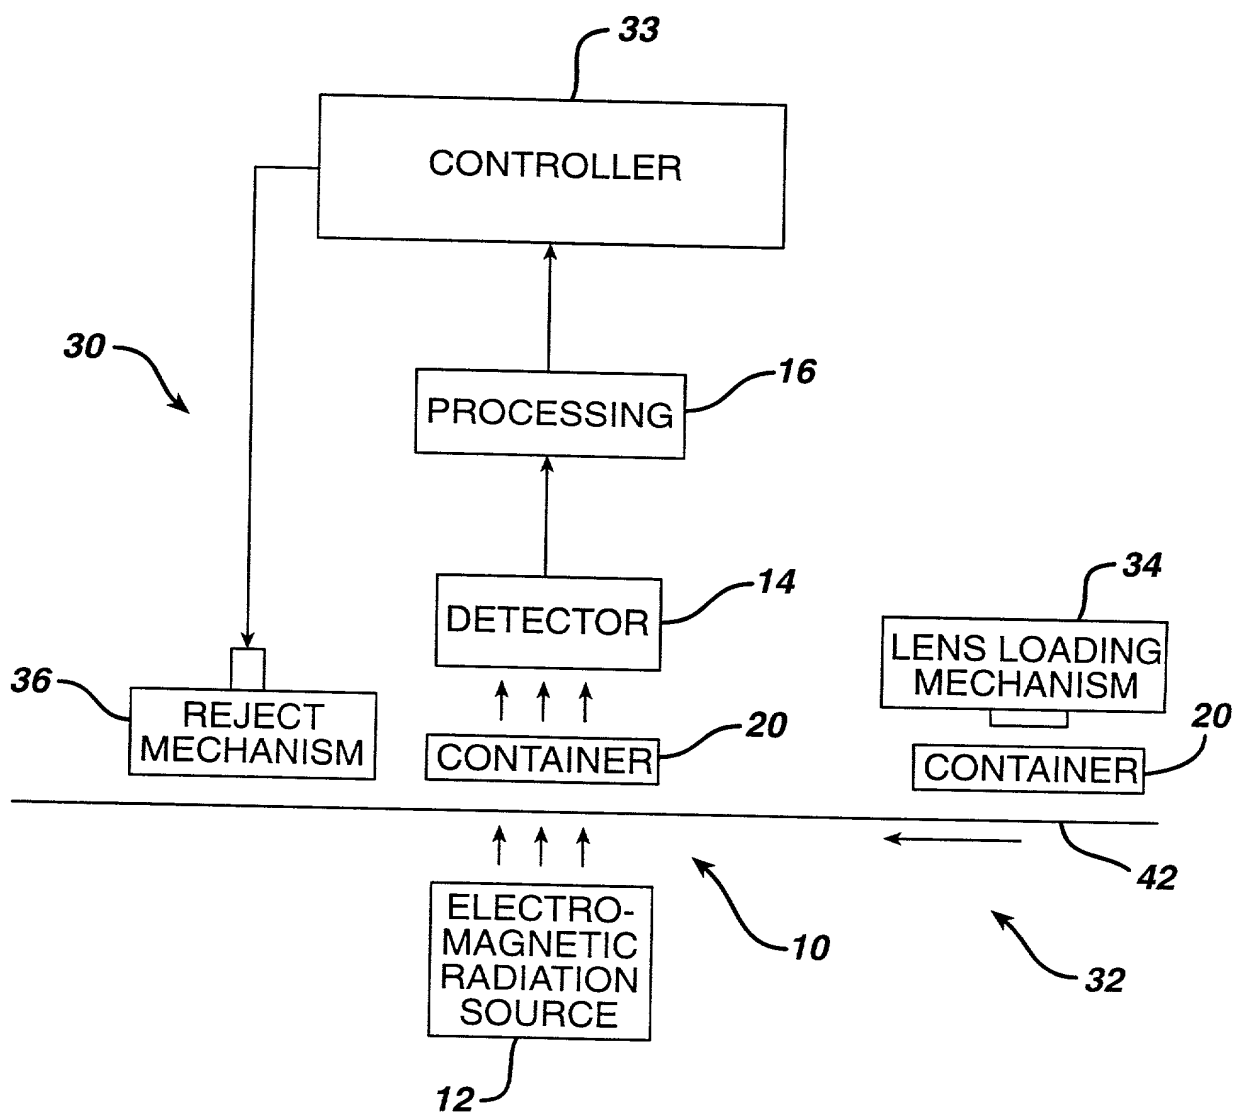 33
CONTROLLER
30
16
PROCESSING
34
14
DETECTOR
LENS LOADING
MECHANISM
36
REJECT
MECHANISM
20
CONTAINER
20
CONTAINER
42
10
32
ELECTRO-
MAGNETIC
RADIATION
SOURCE
12